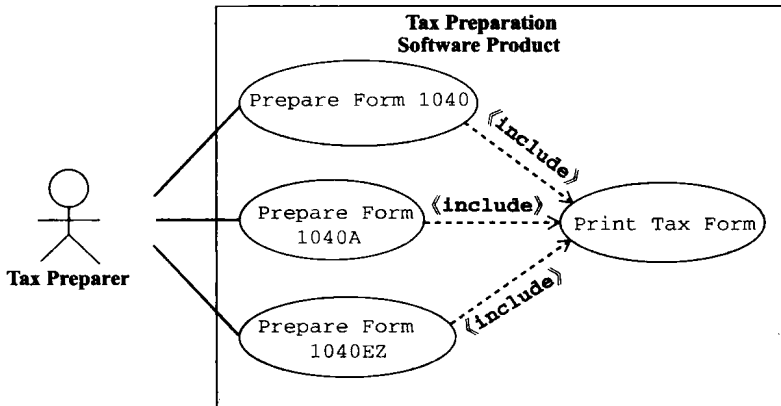 Tax Preparation
Software Product
Prepare Form 1040
《include》
Prepare Form
1040A
《include》
Print Tax Form
Tax Preparer
Prepare Form
1040EZ
《include》